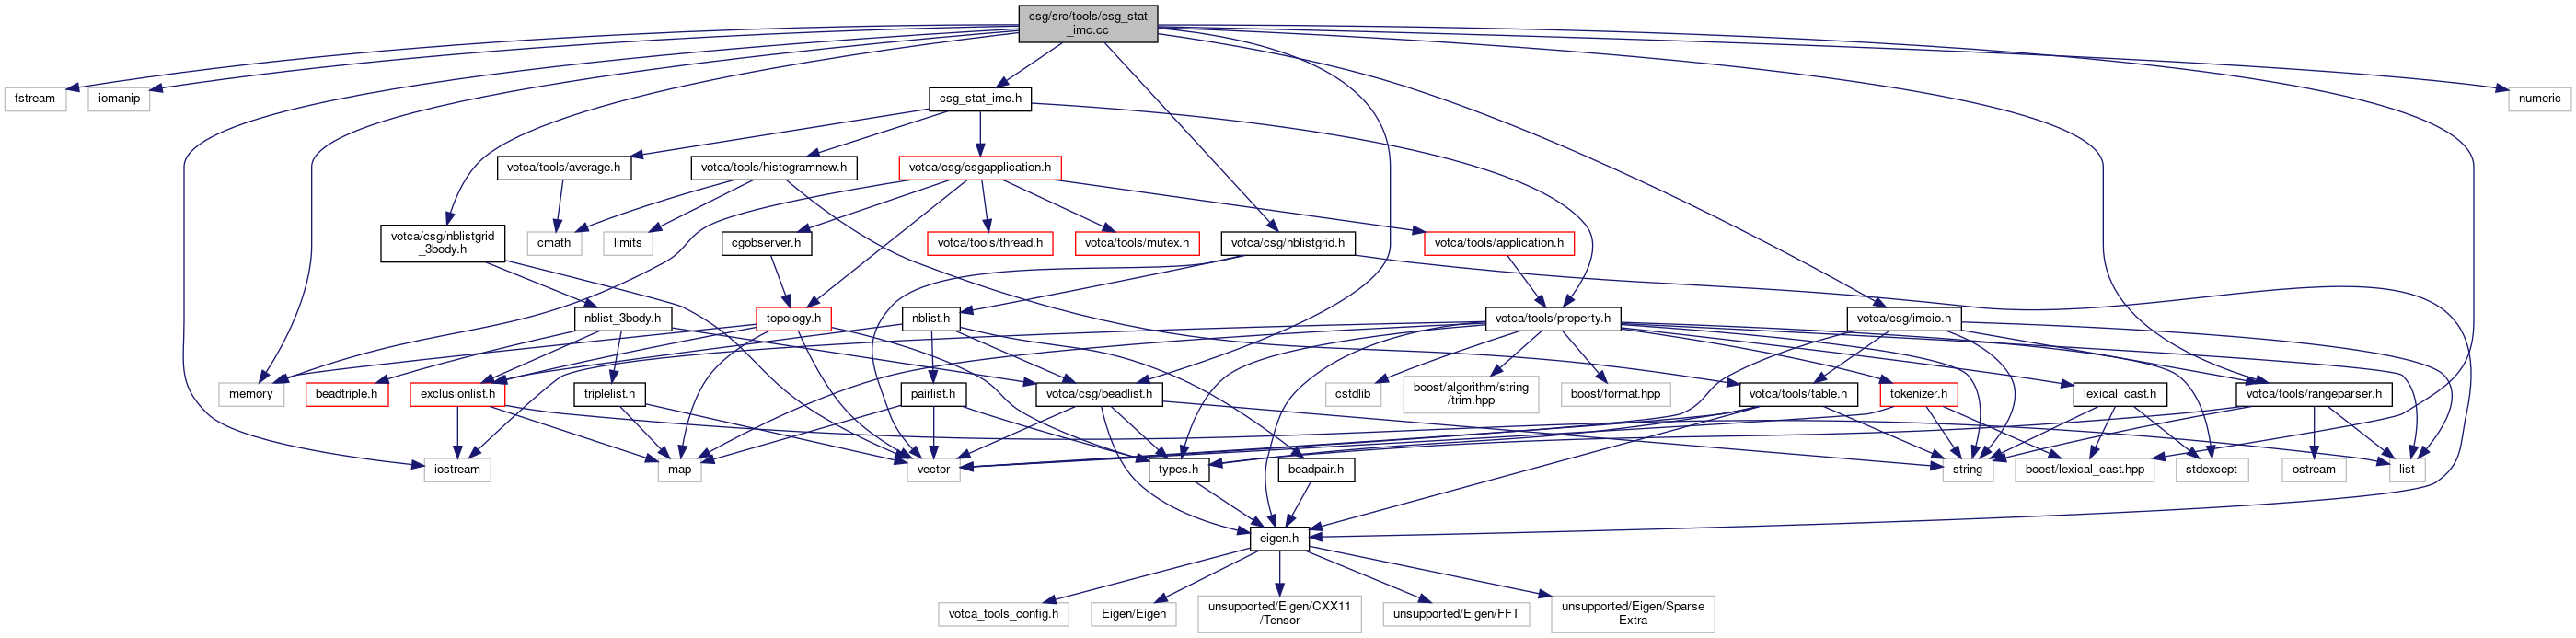 csg/src/tools/csg_stat
_imc.cc
fstream
iomanip
csg_stat_imc.h
numeric
votca/tools/average.h
votca/tools/histogramnew.h
votca/csg/csgapplication.h
votca/csg/nblistgrid
_3body.h
cmath
limits
cgobserver.h
votca/tools/thread.h
votca/tools/mutex.h
votca/csg/nblistgrid.h
votca/tools/application.h
nblist_3body.h
topology.h
nblist.h
votca/tools/property.h
votca/csg/imcio.h
memory
beadtriple.h
exclusionlist.h
triplelist.h
pairlist.h
votca/csg/beadlist.h
cstdlib
boost/algorithm/string
/trim.hpp
boost/format.hpp
votca/tools/table.h
tokenizer.h
lexical_cast.h
votca/tools/rangeparser.h
iostream
map
vector
types.h
beadpair.h
string
boost/lexical_cast.hpp
stdexcept
ostream
list
eigen.h
votca_tools_config.h
Eigen/Eigen
unsupported/Eigen/CXX11
/Tensor
unsupported/Eigen/FFT
unsupported/Eigen/Sparse
Extra